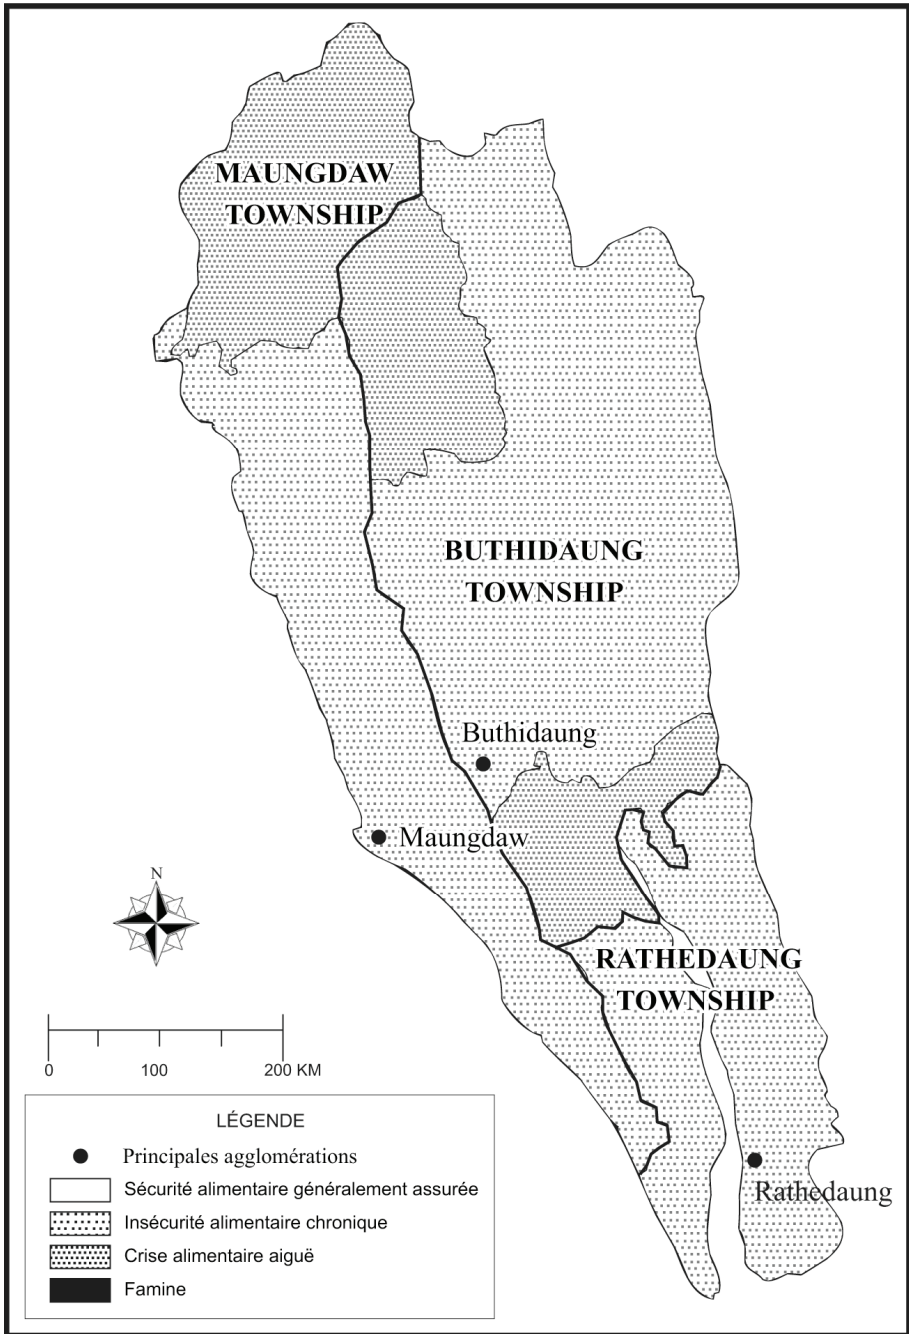 MAUNGDAW
TOWNSHIP
BUTHIDAUNG
TOWNSHIP
Buthidaung
Maungdaw
N
RATHEDAUNG
TOWNSHIP
0 100 200 KM
Rathedaung
LÉGENDE
Principales agglomérations
Sécurité alimentaire généralement assurée
Insécurité alimentaire chronique
Crise alimentaire aiguë
Famine